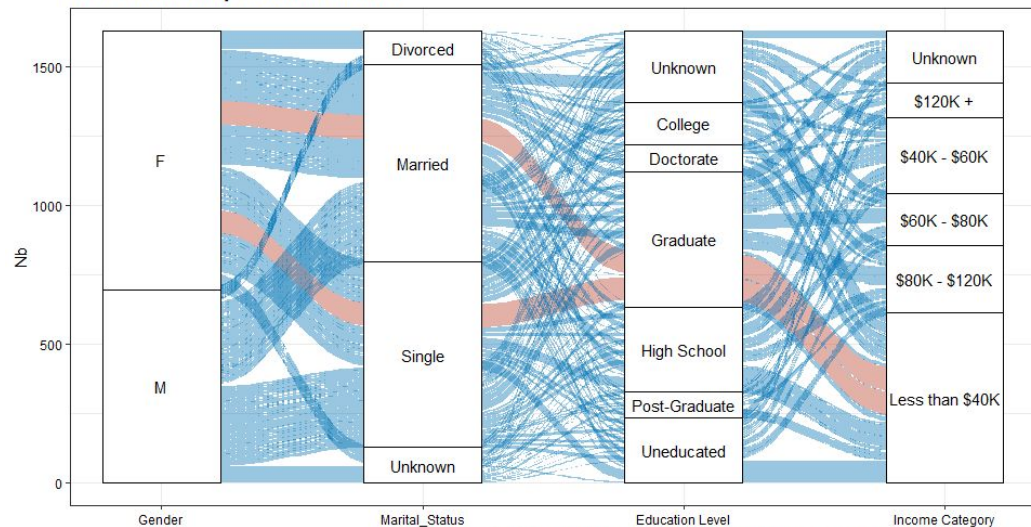 Nb
1500
1000
500
0
F
M
Divorced
Married
Single
Unknown
Unknown
College
Doctorate
Graduate
High School
Post-Graduate
Uneducated
Unknown
$120K +
$40K - $60K
$60K - $80K
$80K - $120K
Less than $40K
Gender
Marital_Status
Education Level
Income Category